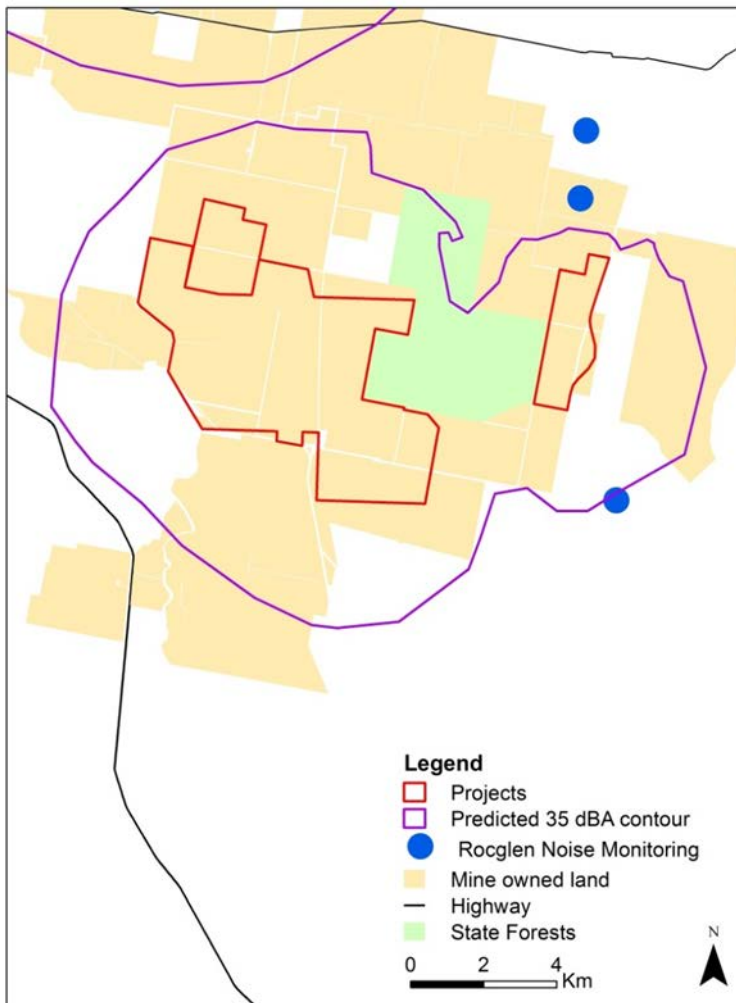 Legend
Projects
Predicted 35 dBA contour
Rocglen Noise Monitoring
Mine owned land
Highway
State Forests
N
0 2 4
Km